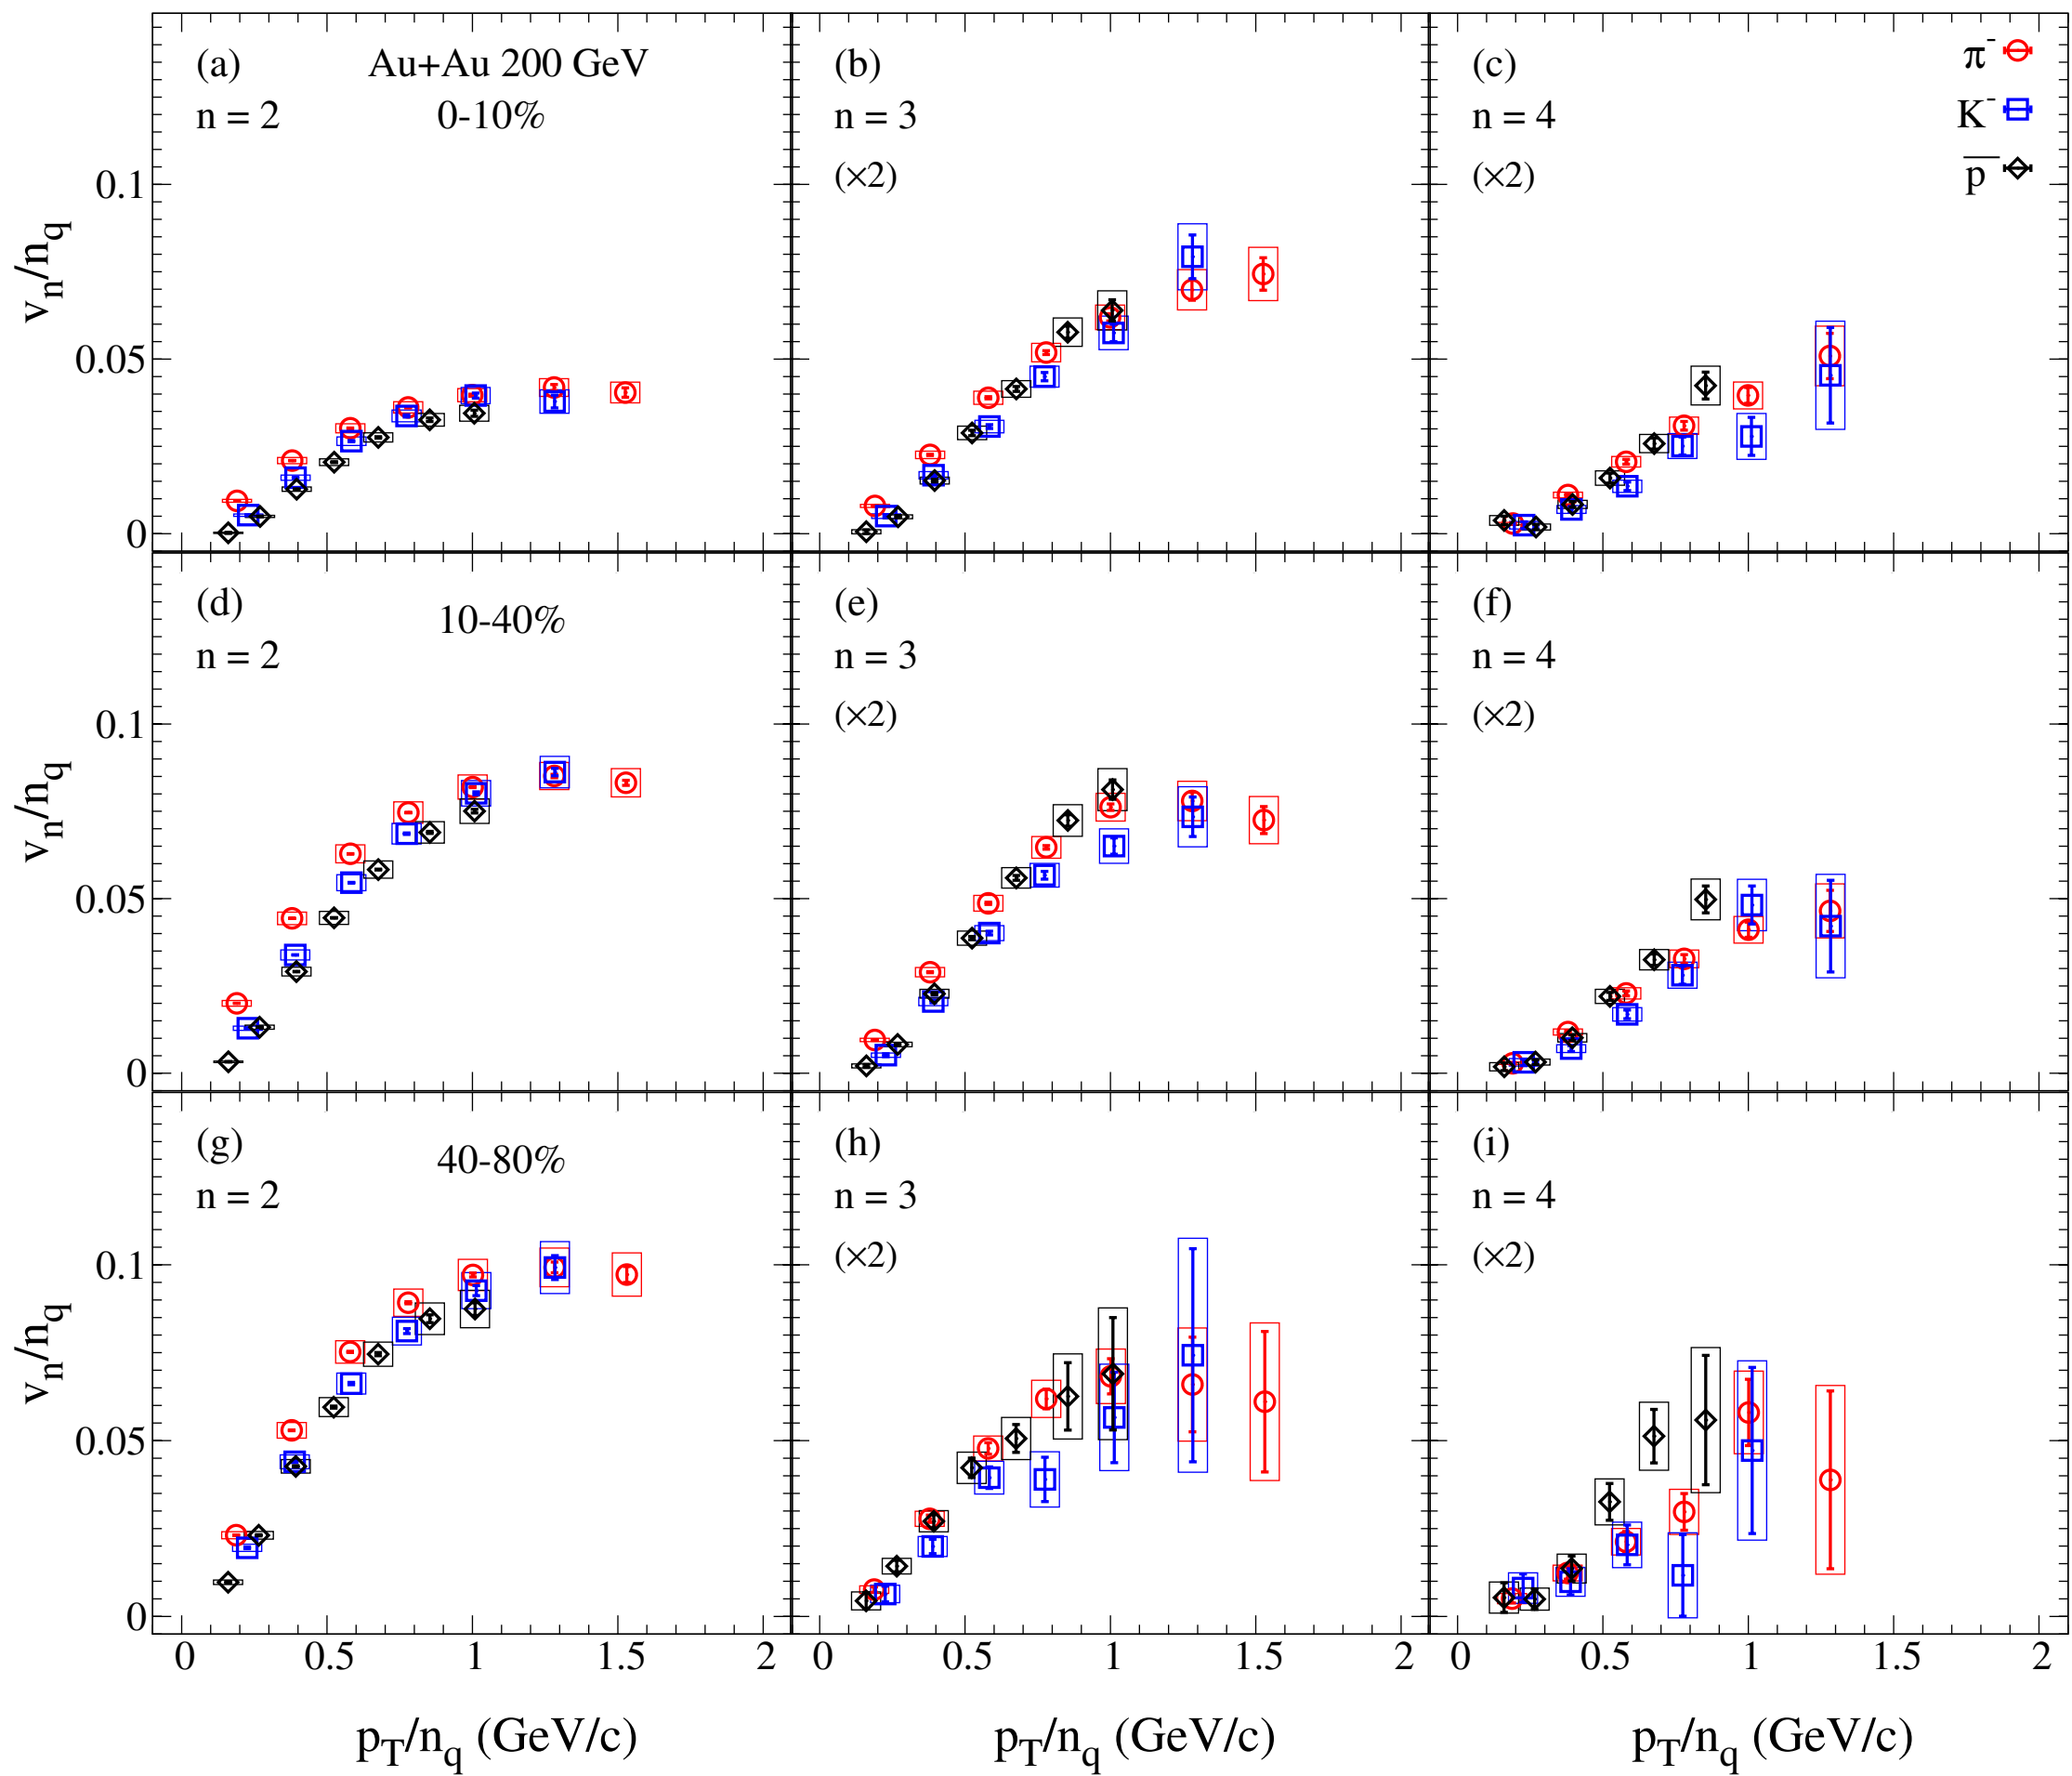 (a) Au+Au 200 GeV
n = 2 0-10%
(b)
n = 3
(×2)
(c)
n = 4
(×2)
π⁻
K⁻
p̅
vₙ/n_q
0.1
0.05
0
(d) 10-40%
n = 2
(e)
n = 3
(×2)
(f)
n = 4
(×2)
vₙ/n_q
0.1
0.05
0
(g) 40-80%
n = 2
(h)
n = 3
(×2)
(i)
n = 4
(×2)
vₙ/n_q
0.1
0.05
0
0 0.5 1 1.5 2 0 0.5 1 1.5 2 0 0.5 1 1.5 2
p_T/n_q (GeV/c) p_T/n_q (GeV/c) p_T/n_q (GeV/c)